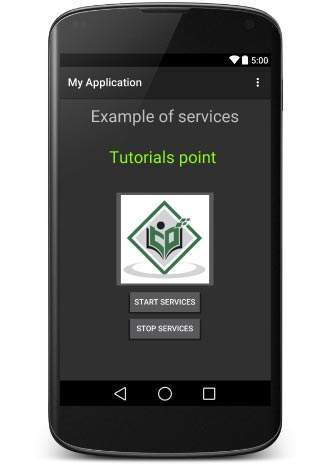 5:00
My Application
Example of services
Tutorials point
START SERVICES
STOP SERVICES